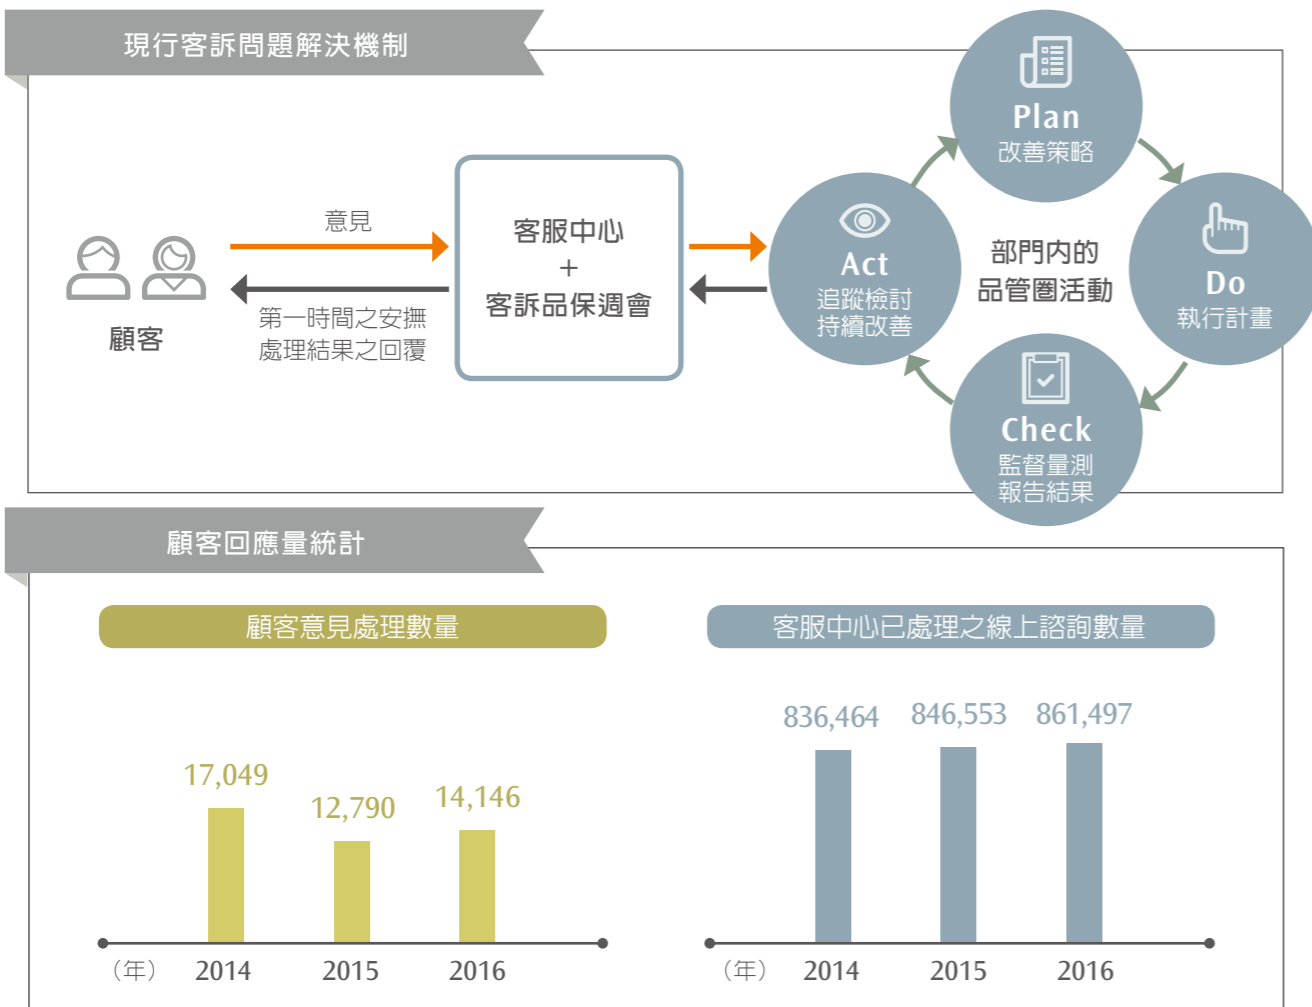 現行客訴問題解決機制
顧客
意見
第一時間之安撫
處理結果之回覆
客服中心
+
客訴品保週會
Plan
改善策略
Do
執行計畫
Check
監督量測
報告結果
Act
追蹤檢討
持續改善
部門內的
品管圈活動
顧客回應量統計
顧客意見處理數量
17,049
12,790
14,146
（年）
2014
2015
2016
客服中心已處理之線上諮詢數量
836,464
846,553
861,497
（年）
2014
2015
2016